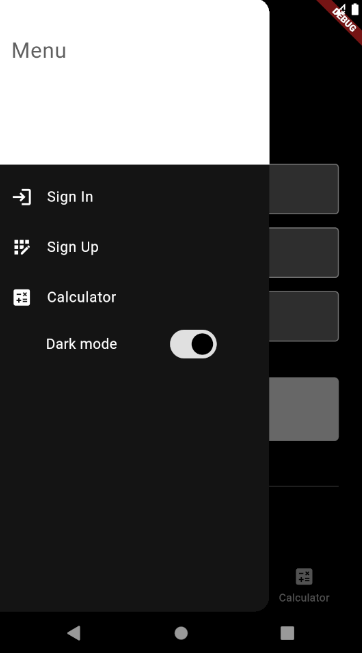 DEBUG
Menu
Sign In
Sign Up
Calculator
Dark mode
Calculator